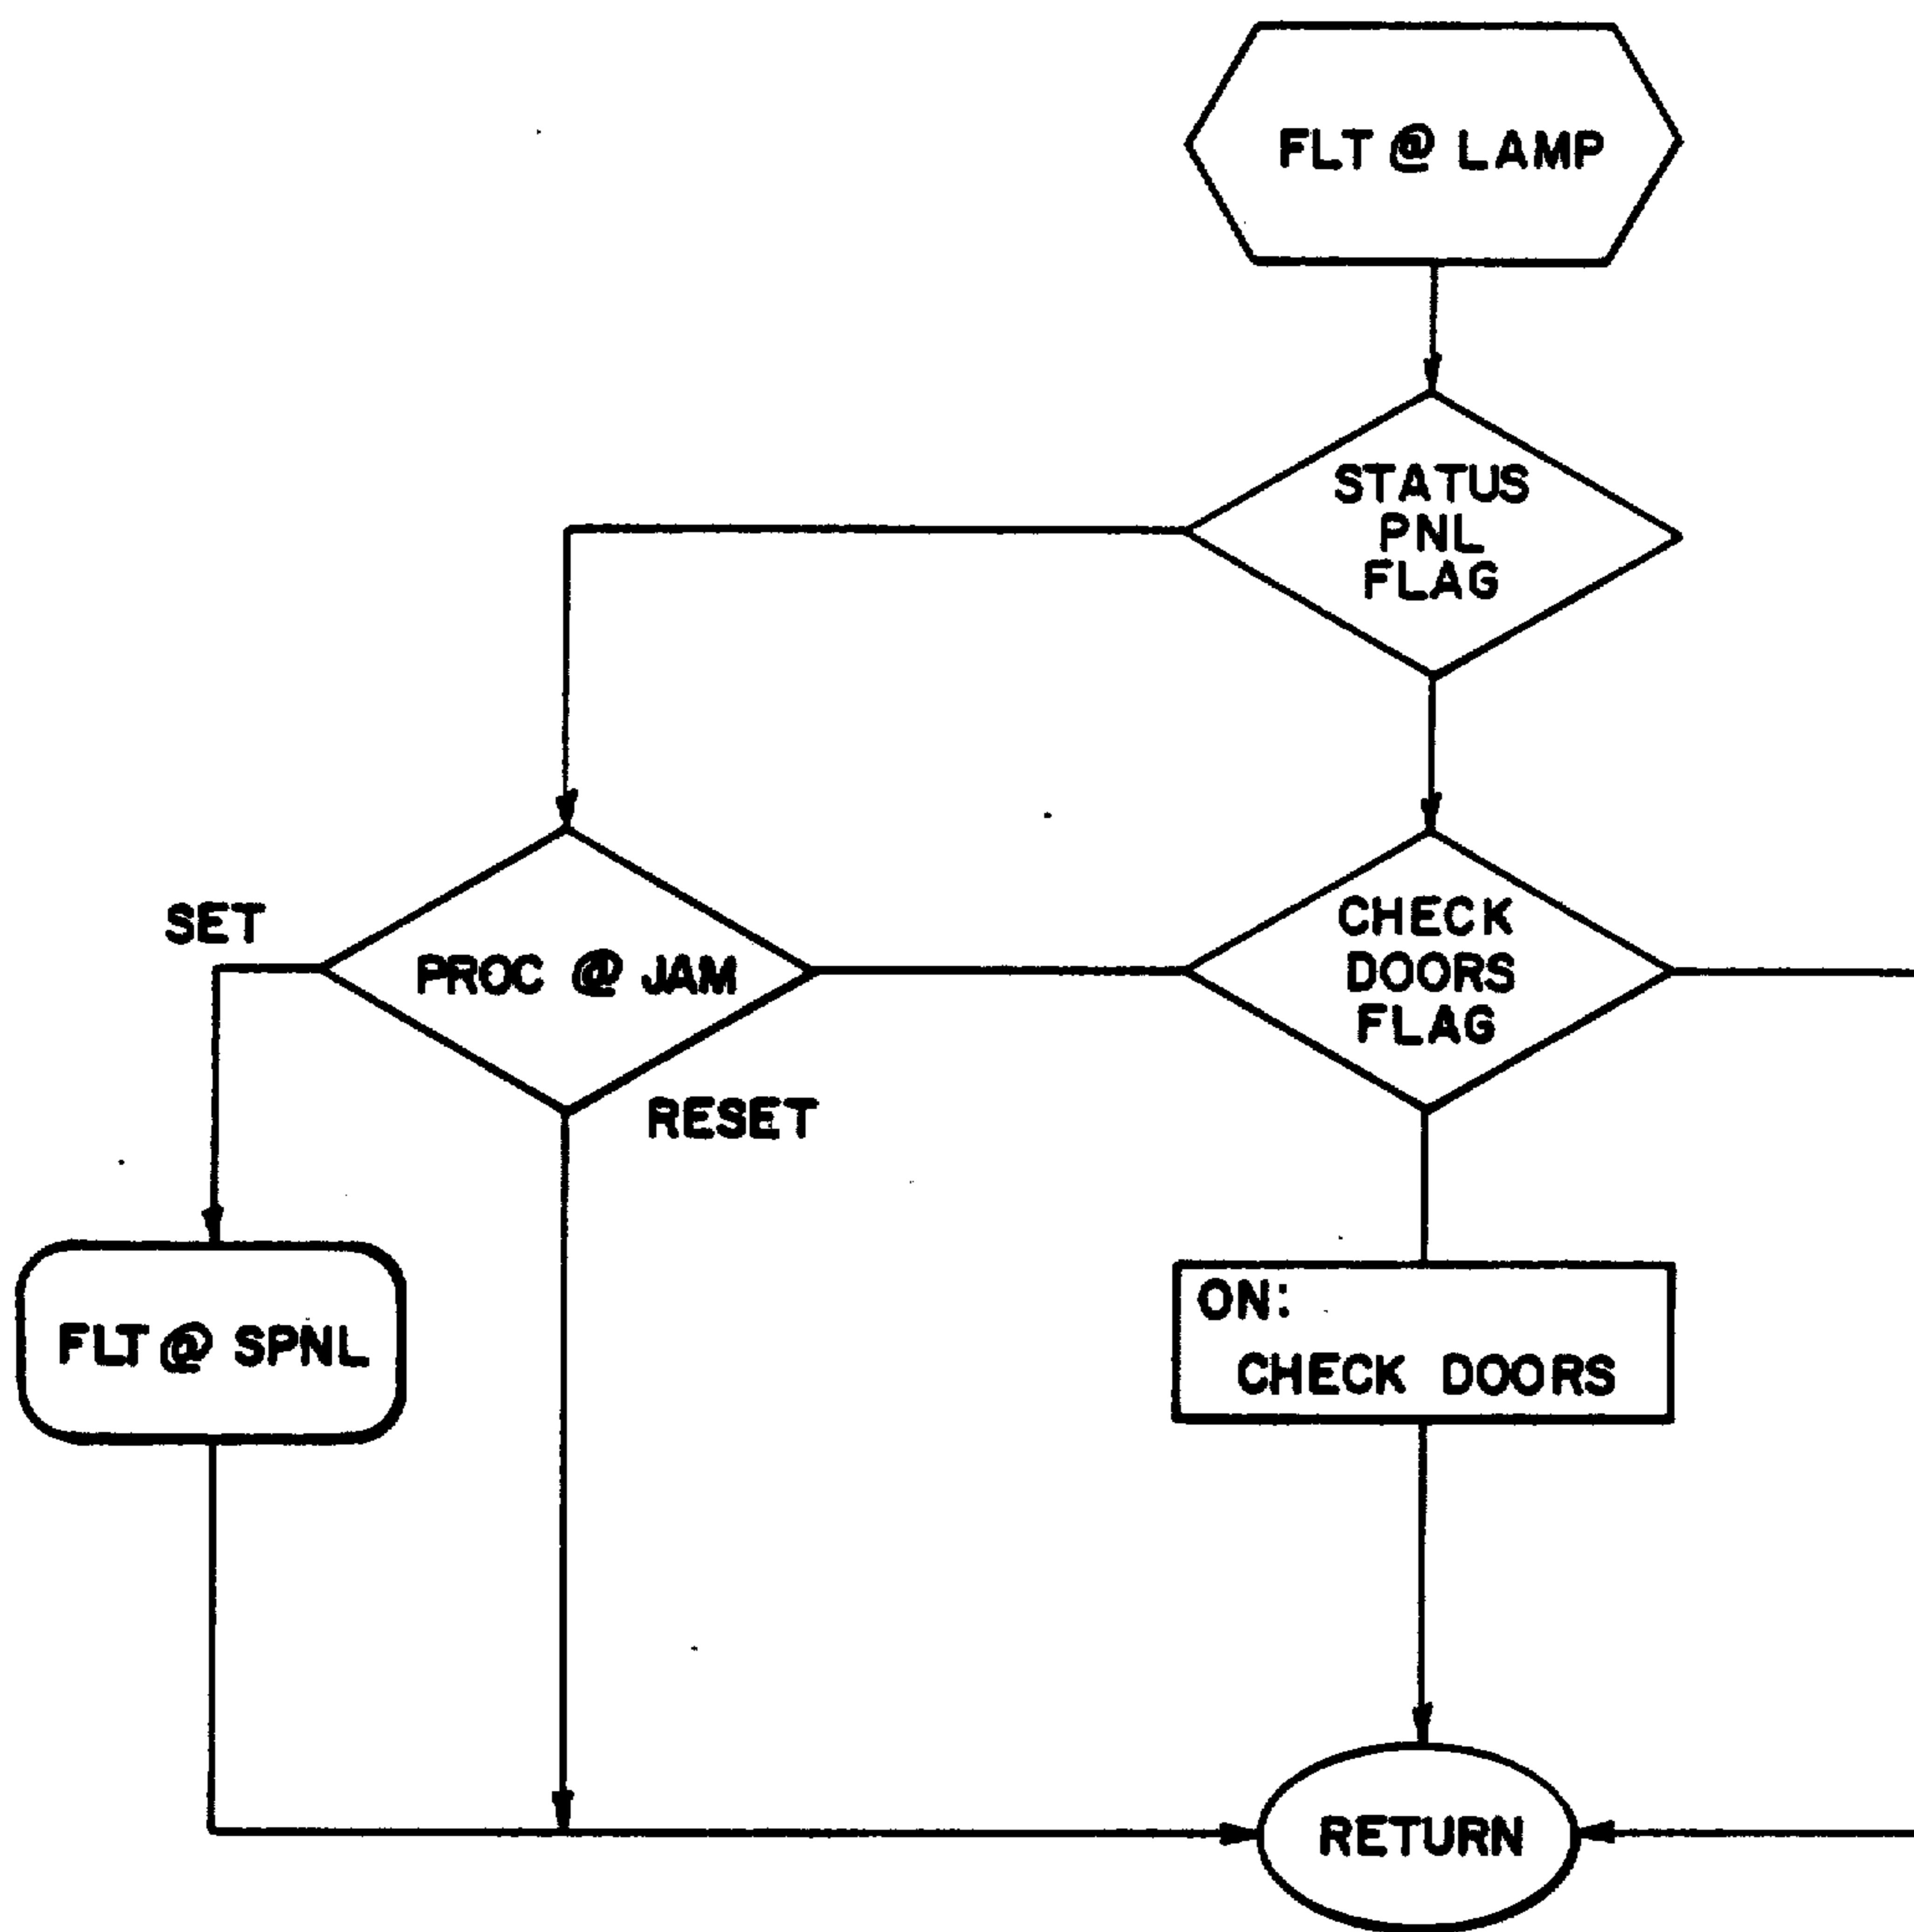 FLT @ LAMP
STATUS
PNL
FLAG
SET
PROC @ JAM
RESET
CHECK
DOORS
FLAG
FLT @ SPNL
ON:
CHECK DOORS
RETURN